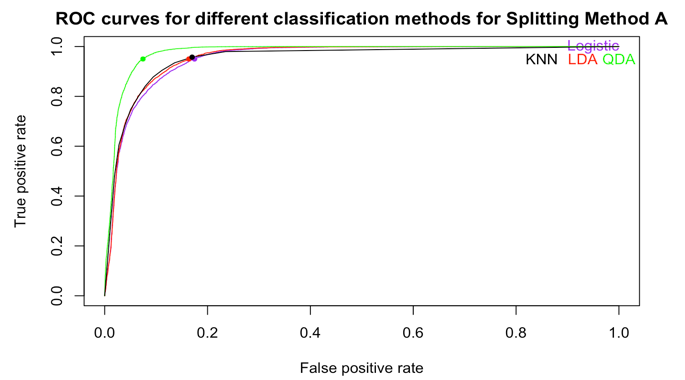 ROC curves for different classification methods for Splitting Method A
Logistic
KNN LDA QDA
True positive rate
1.0
0.8
0.6
0.4
0.2
0.0
0.0 0.2 0.4 0.6 0.8 1.0
False positive rate